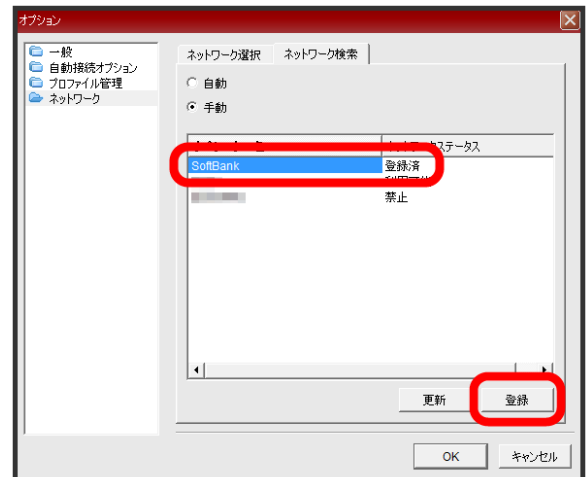 オプション
一般
自動接続オプション
プロファイル管理
ネットワーク
ネットワーク選択 ネットワーク検索
自動
手動
SoftBank 登録済
禁止
更新 登録
OK キャンセル